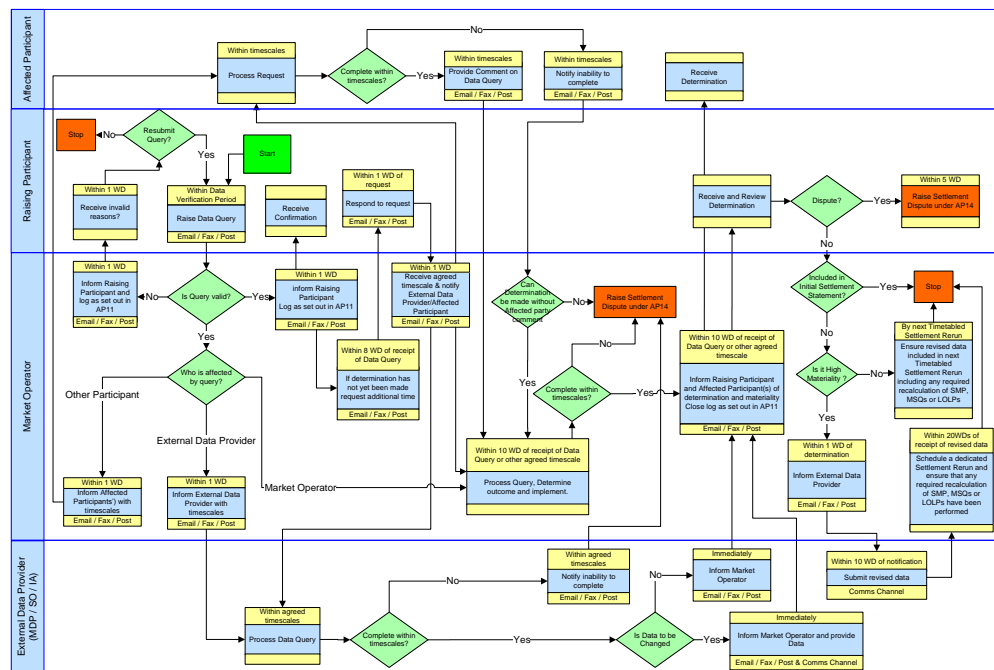 Affected Participant
Within timescales
Process Request
Complete within
timescales?
No
Yes
Within timescales
Provide Comment on
Data Query
Email / Fax / Post
Within timescales
Notify inability to
complete
Email / Fax / Post
Receive
Determination
Raising Participant
Stop
No
Resubmit
Query?
Yes
Start
Within 1 WD
Receive invalid
reasons?
Within Data
Verification Period
Raise Data Query
Email / Fax / Post
Receive
Confirmation
Within 1 WD of
request
Respond to request
Email / Fax / Post
Receive and Review
Determination
Dispute?
Yes
No
Within 5 WD
Raise Settlement
Dispute under AP14
Market Operator
Within 1 WD
Inform Raising
Participant and
log as set out in
AP11
Email / Fax / Post
No
Is Query valid?
Yes
Yes
Within 1 WD
inform Raising
Participant
Log as set out in AP11
Email / Fax / Post
Within 1 WD
Receive agreed
timescale & notify
External Data
Provider/Affected
Participant
Email / Fax / Post
Within 8 WD of receipt
of Data Query
If determination has
not yet been made
request additional time
Email / Fax / Post
Can
Determination
be made without
Affected party
comment
No
Yes
Raise Settlement
Dispute under AP14
Complete within
timescales?
No
Yes
Within 10 WD of receipt of
Data Query or other agreed
timescale
Inform Raising Participant
and Affected Participant(s) of
determination and materiality
Close log as set out in AP11
Email / Fax / Post
Included in
Initial Settlement
Statement?
Yes
No
Stop
Is it High
Materiality ?
No
Yes
By next Timetabled
Settlement Rerun
Ensure revised data
included in next
Timetabled
Settlement Rerun
including any required
recalculation of SMP,
MSQs or LOLPs
Who is affected
by query?
Other Participant
External Data Provider
Market Operator
Within 1 WD
Inform Affected
Participants') with
timescales
Email / Fax / Post
Within 1 WD
Inform External Data
Provider with
timescales
Email / Fax / Post
Within 10 WD of receipt of Data
Query or other agreed timescale
Process Query, Determine
outcome and implement.
Within 1 WD of
determination
Inform External Data
Provider
Email / Fax / Post
Within 20WDs of
receipt of revised data
Schedule a dedicated
Settlement Rerun and
ensure that any
required recalculation
of SMP, MSQs or
LOLPs have been
performed
External Data Provider
(MDP / SO / IA)
Within agreed
timescales
Process Data Query
Complete within
timescales?
No
Yes
Within agreed
timescales
Notify inability to
complete
Email / Fax / Post
Is Data to be
Changed
No
Yes
Immediately
Inform Market
Operator
Email / Fax / Post
Immediately
Inform Market Operator and provide
Data
Email / Fax / Post & Comms Channel
Within 10 WD of notification
Submit revised data
Comms Channel